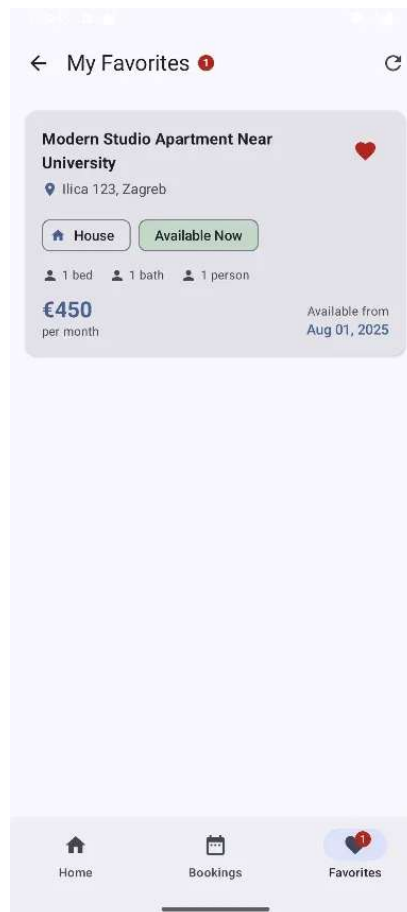 My Favorites 1
Modern Studio Apartment Near
University
Ilica 123, Zagreb
House Available Now
1 bed 1 bath 1 person
€450
per month
Available from
Aug 01, 2025
1
Home Bookings Favorites